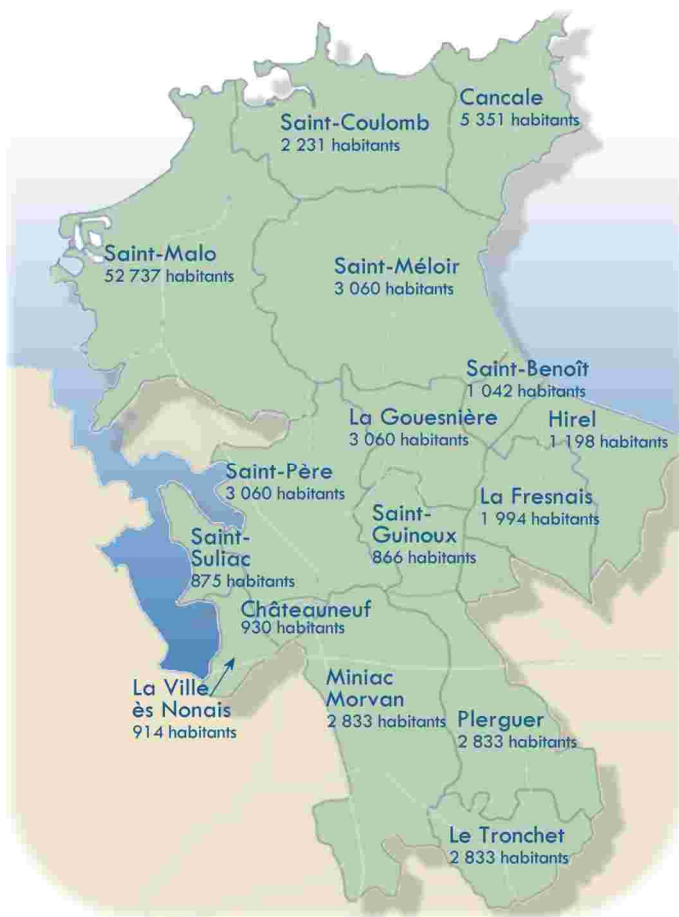 Cancale
5 351 habitants
Saint-Coulomb
2 231 habitants
Saint-Malo
52 737 habitants
Saint-Méloir
3 060 habitants
Saint-Benoît
1 042 habitants
La Gouesnière
3 060 habitants
Hirel
1 198 habitants
Saint-Père
3 060 habitants
La Fresnais
1 994 habitants
Saint-
Guinoux
866 habitants
Saint-
Suliac
875 habitants
Châteauneuf
930 habitants
La Ville
ès Nonais
914 habitants
Miniac
Morvan
2 833 habitants
Plerguer
2 833 habitants
Le Tronchet
2 833 habitants